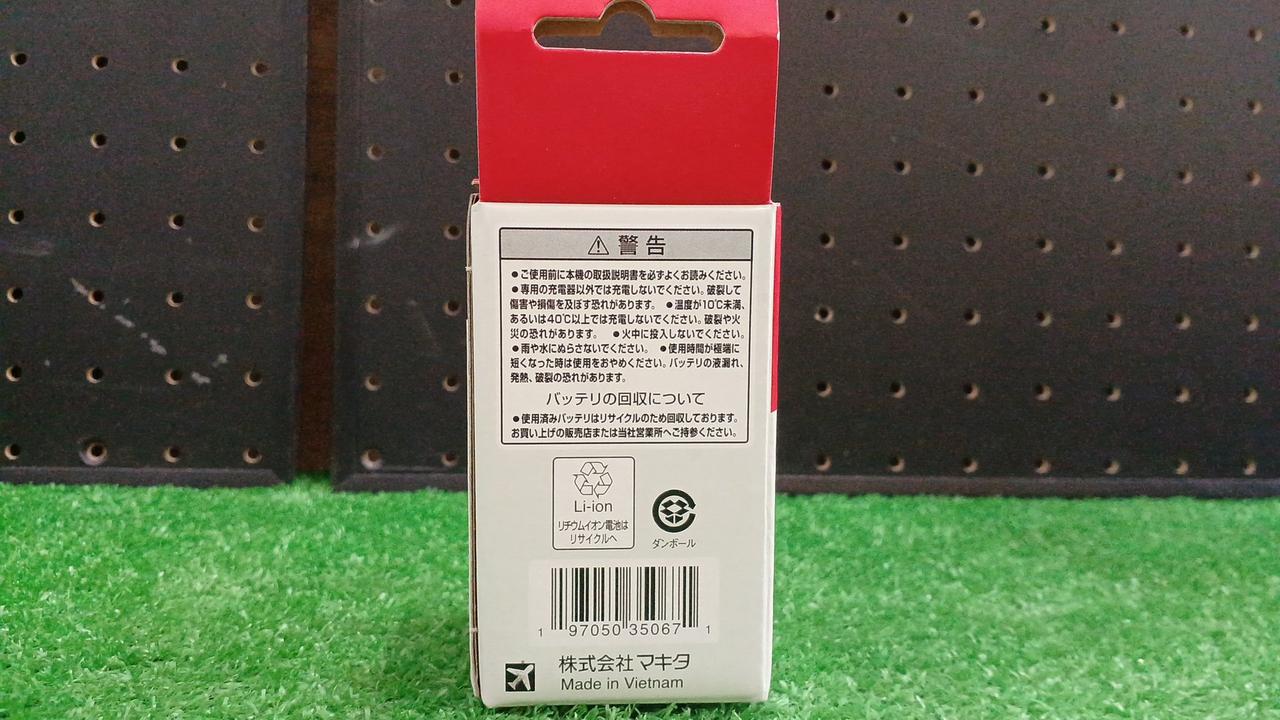 ⚠ 警告
●ご使用前に本機の取扱説明書を必ずよくお読みください。
●専用の充電器以外では充電しないでください。破裂して
傷害や損傷を及ぼす恐れがあります。 ●温度が10℃未満、
あるいは40℃以上では充電しないでください。破裂や火
災の恐れがあります。 ●火中に投入しないでください。
●雨や水にぬらさないでください。 ●使用時間が極端に
短くなった時は使用をおやめください。バッテリの液漏れ、
発熱、破裂の恐れがあります。
バッテリの回収について
●使用済みバッテリはリサイクルのため回収しております。
お買い上げの販売店または当社営業所へご持参ください。
Li-ion
リチウムイオン電池は
リサイクルへ
ダンボール
1 97050 35067 1
株式会社マキタ
Made in Vietnam